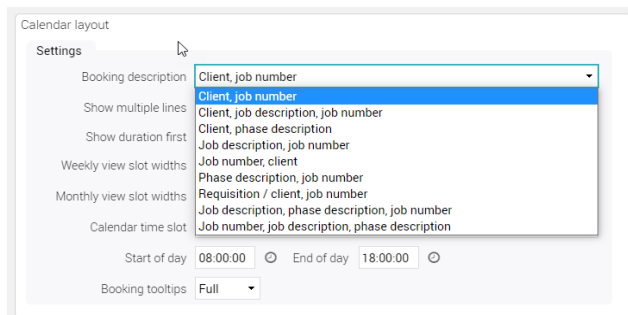 Calendar layout
Settings
Booking description Client, job number
Client, job number
Show multiple lines
Client, job description, job number
Client, phase description
Show duration first
Job description, job number
Weekly view slot widths
Job number, client
Phase description, job number
Monthly view slot widths
Requisition / client, job number
Job description, phase description, job number
Calendar time slot
Job number, job description, phase description
Start of day 08:00:00 End of day 18:00:00
Booking tooltips Full